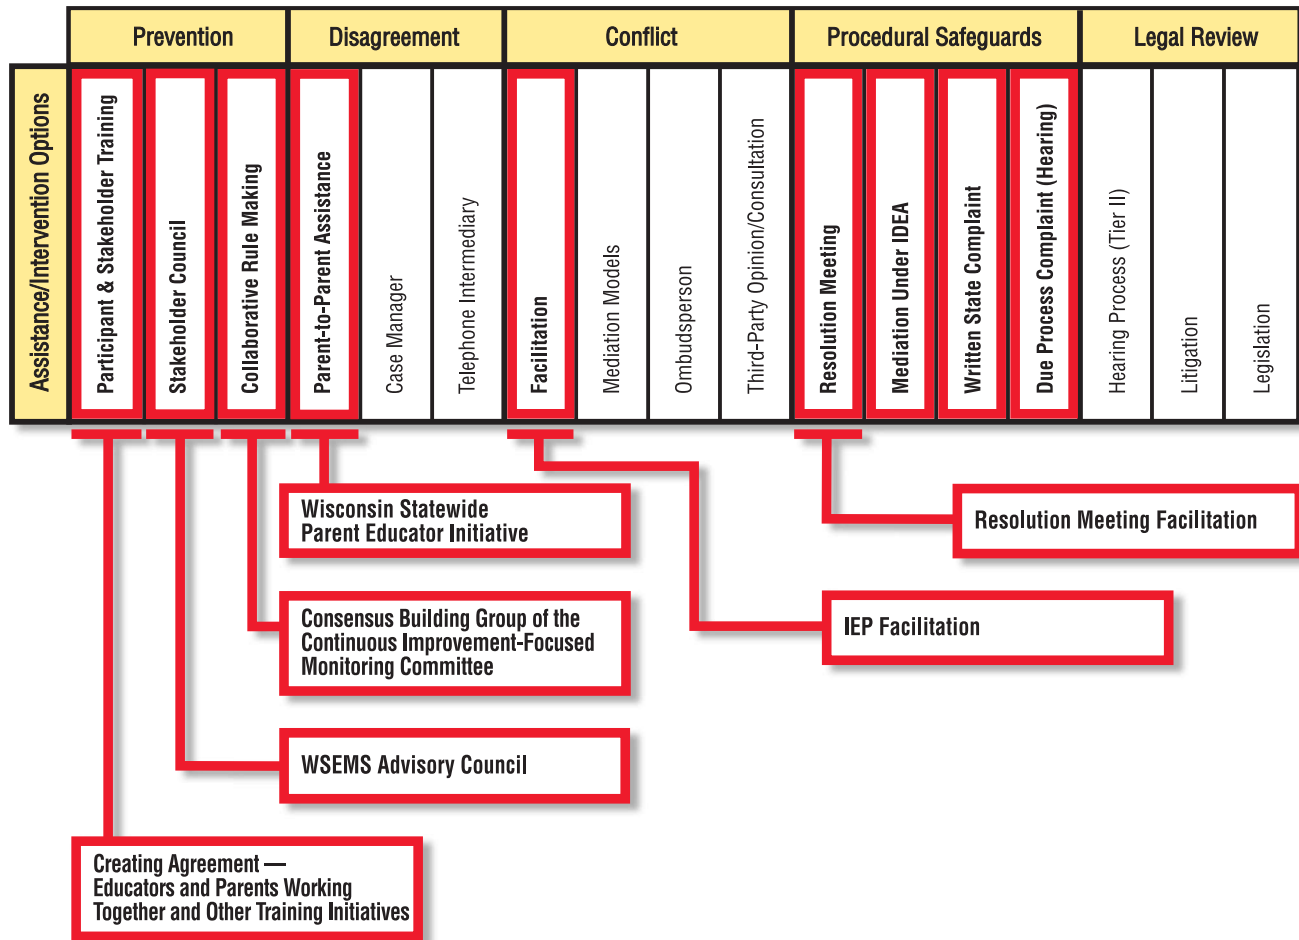 Prevention
Disagreement
Conflict
Procedural Safeguards
Legal Review
Assistance/Intervention Options
Participant & Stakeholder Training
Stakeholder Council
Collaborative Rule Making
Parent-to-Parent Assistance
Case Manager
Telephone Intermediary
Facilitation
Mediation Models
Ombudsperson
Third-Party Opinion/Consultation
Resolution Meeting
Mediation Under IDEA
Written State Complaint
Due Process Complaint (Hearing)
Hearing Process (Tier II)
Litigation
Legislation
Wisconsin Statewide
Parent Educator Initiative
Resolution Meeting Facilitation
Consensus Building Group of the
Continuous Improvement-Focused
Monitoring Committee
IEP Facilitation
WSEMS Advisory Council
Creating Agreement —
Educators and Parents Working
Together and Other Training Initiatives